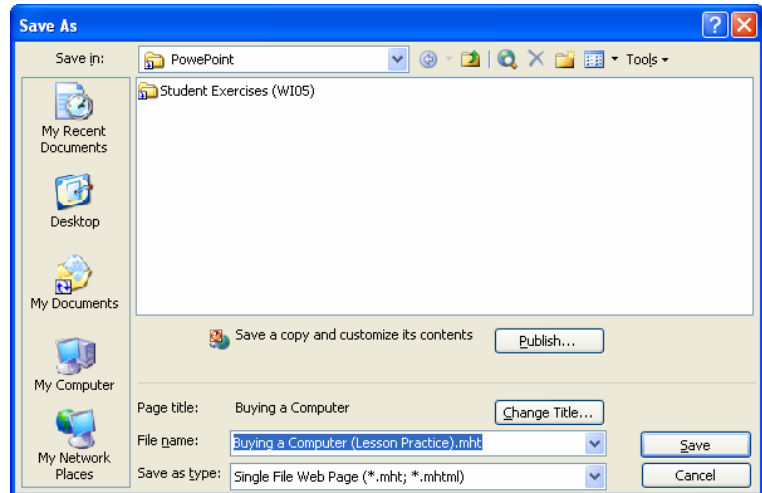 Save As
Save in:
PowePoint
Tools
Student Exercises (WI05)
My Recent
Documents
Desktop
My Documents
My Computer
My Network
Places
Save a copy and customize its contents
Publish...
Page title:
Buying a Computer
Change Title...
File name:
Buying a Computer (Lesson Practice).mht
Save
Save as type:
Single File Web Page (*.mht; *.mhtml)
Cancel